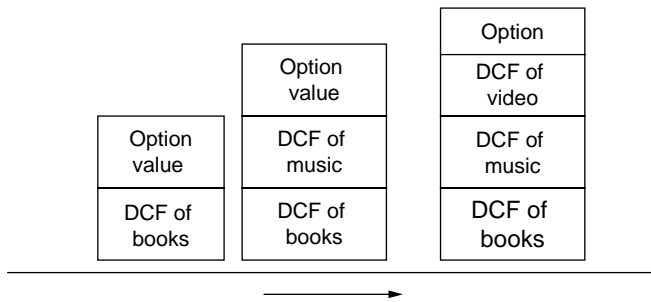 Option
value
DCF of
books
Option
value
DCF of
music
DCF of
books
Option
DCF of
video
DCF of
music
DCF of
books